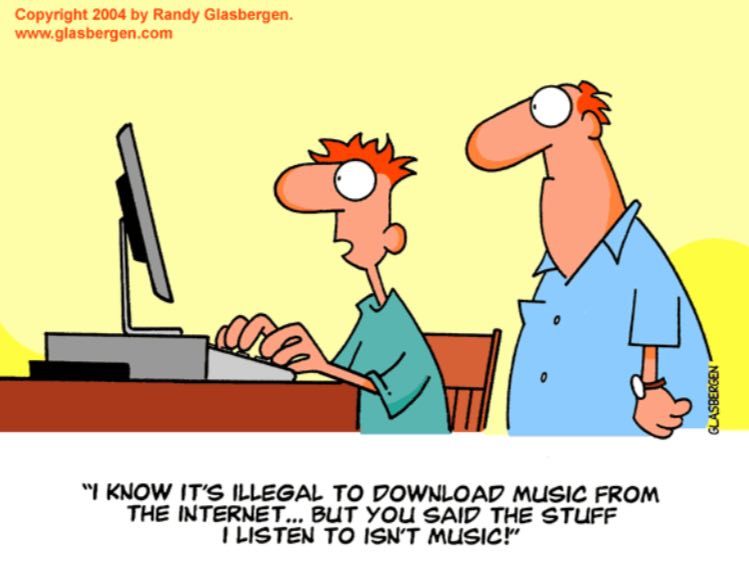 Copyright 2004 by Randy Glasbergen.
www.glasbergen.com
GLASBERGEN
"I KNOW IT'S ILLEGAL TO DOWNLOAD MUSIC FROM
THE INTERNET... BUT YOU SAID THE STUFF
I LISTEN TO ISN'T MUSIC!"